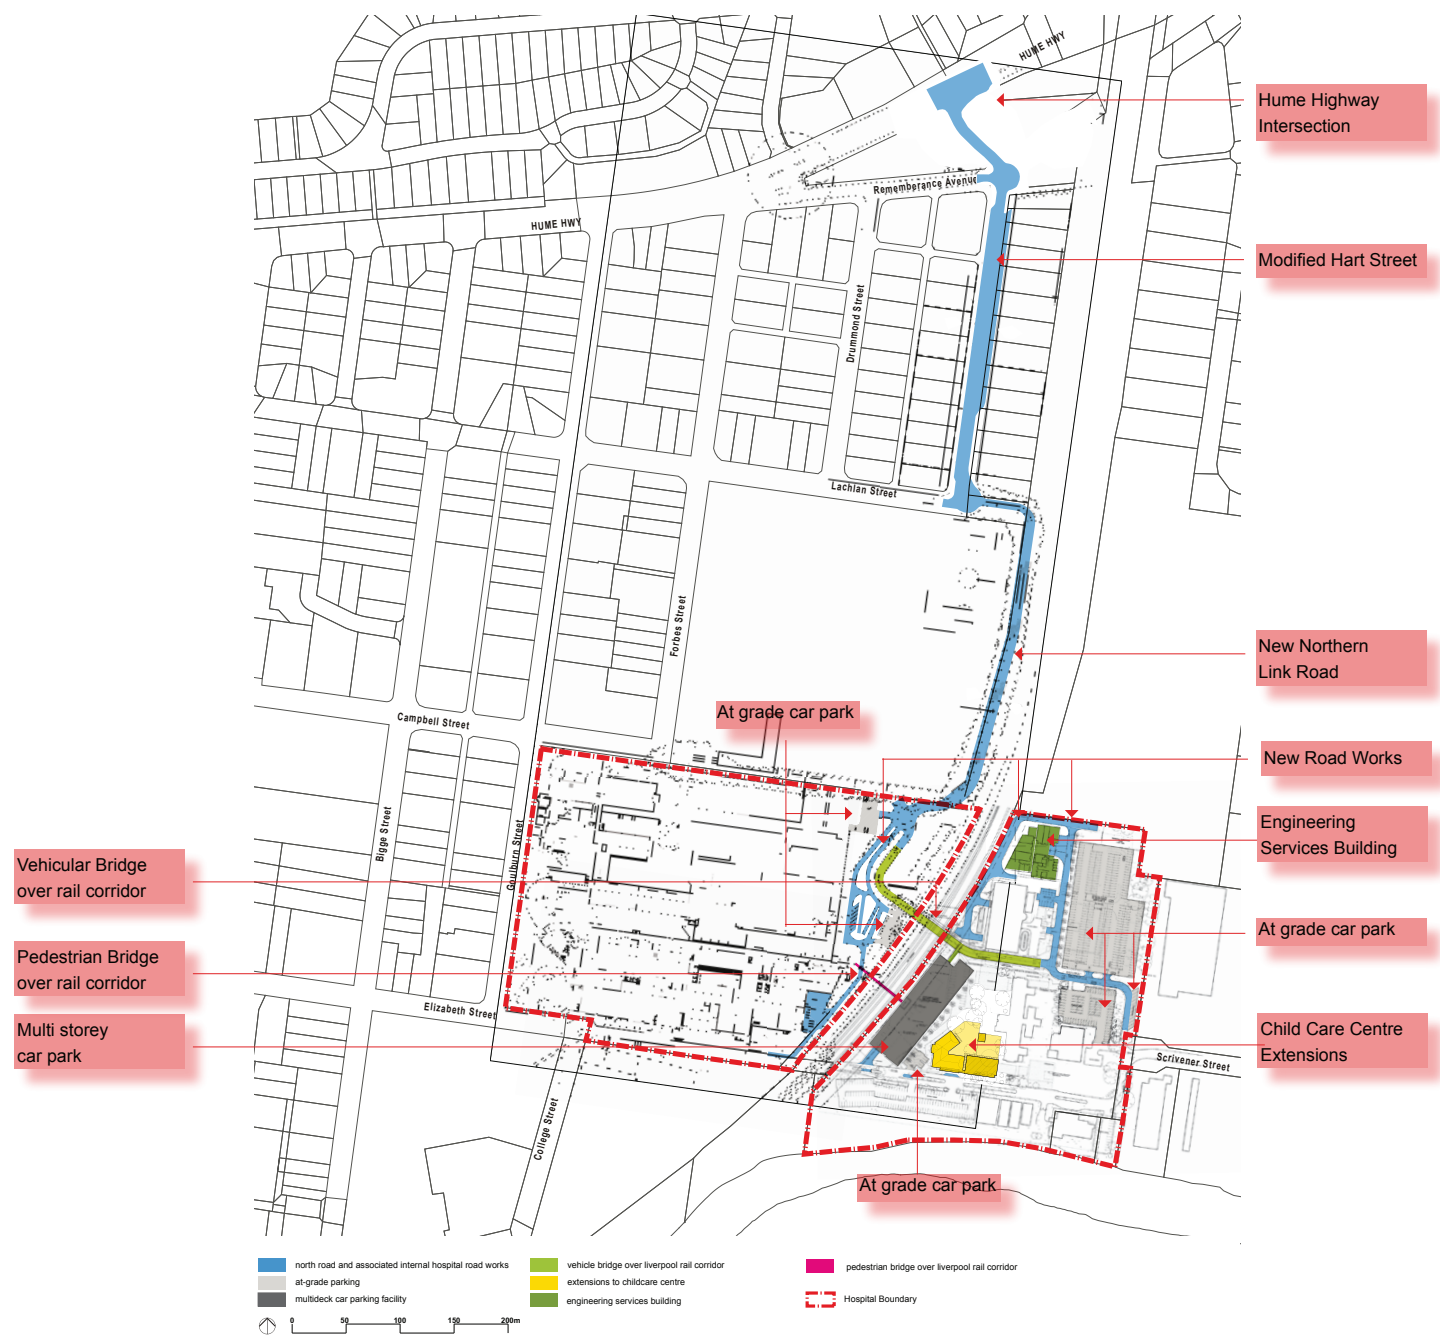 HUME HWY
Hume Highway
Intersection
Rememberance Avenue
HUME HWY
Modified Hart Street
Drummond Street
Lachlan Street
Forbes Street
New Northern
Link Road
At grade car park
Campbell Street
New Road Works
Bigge Street
Goulburn Street
Engineering
Services Building
Vehicular Bridge
over rail corridor
At grade car park
Pedestrian Bridge
over rail corridor
Elizabeth Street
Multi storey
car park
Child Care Centre
Extensions
Scrivener Street
College Street
At grade car park
north road and associated internal hospital road works
at-grade parking
multideck car parking facility
vehicle bridge over liverpool rail corridor
extensions to childcare centre
engineering services building
pedestrian bridge over liverpool rail corridor
Hospital Boundary
0 50 100 150 200m